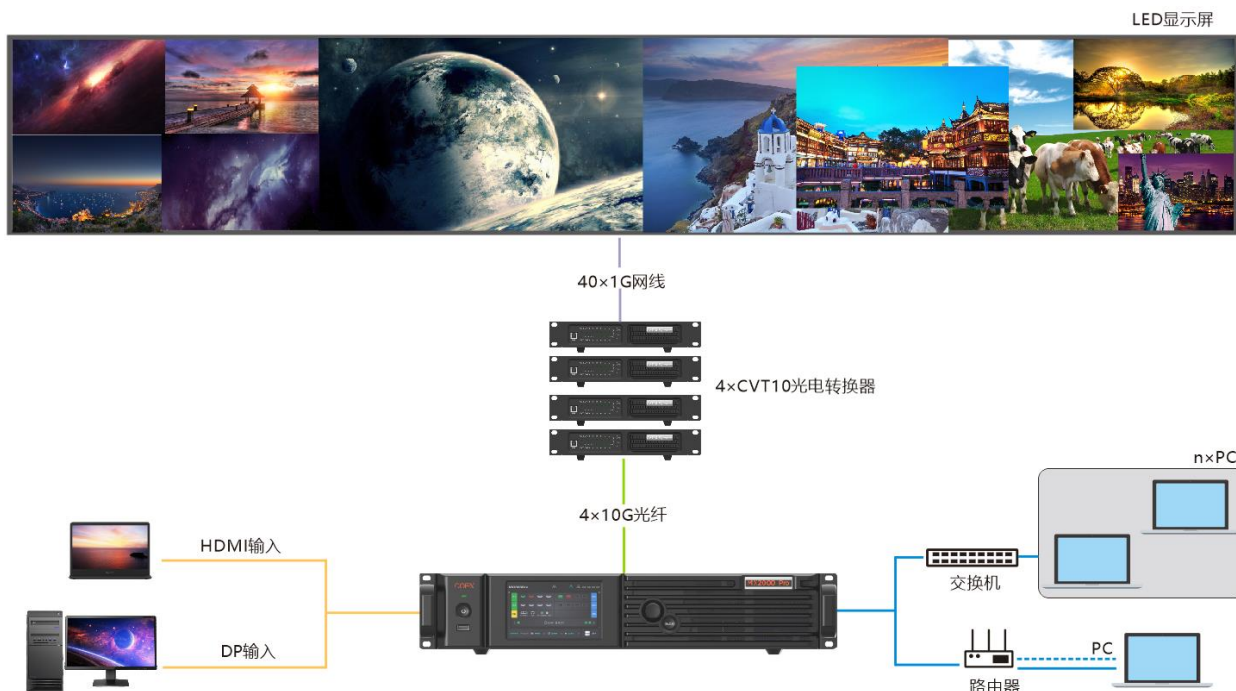 LED显示屏
40×1G网线
4×CVT10光电转换器
n×PC
4×10G光纤
HDMI输入
交换机
DP输入
PC
路由器